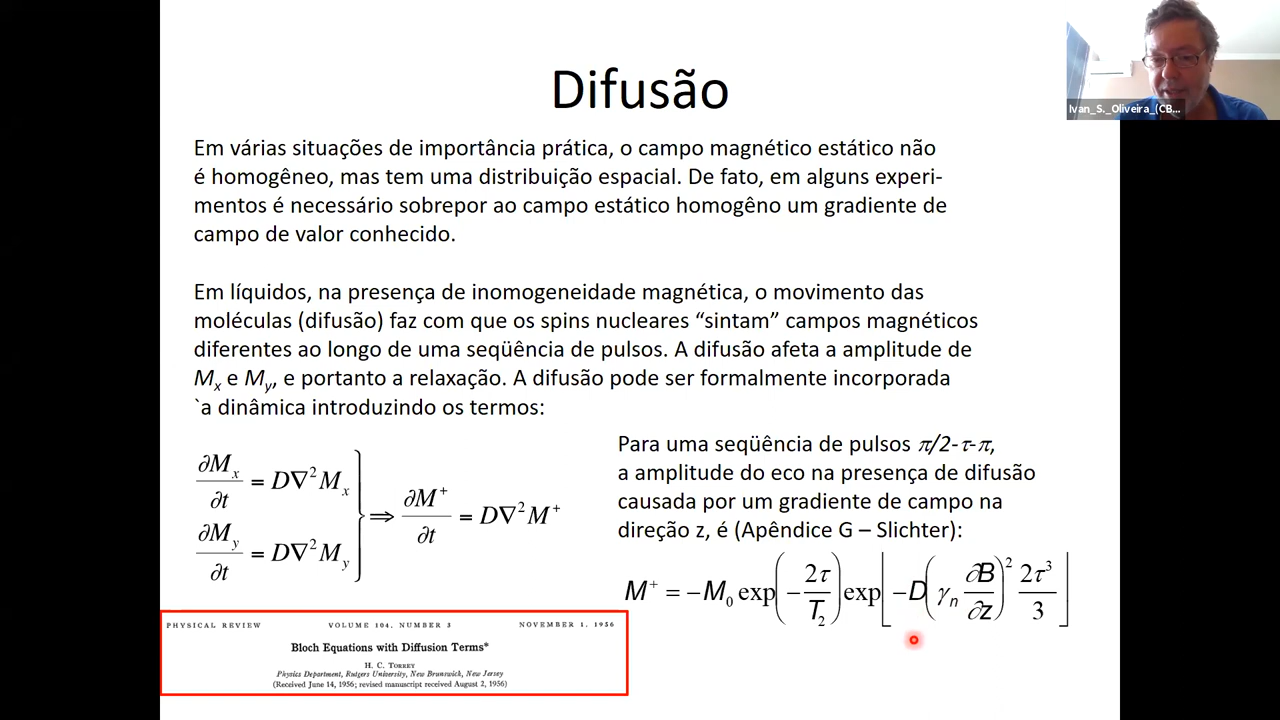 Difusão
Ivan_S._Oliveira_(CB...
Em várias situações de importância prática, o campo magnético estático não
é homogêneo, mas tem uma distribuição espacial. De fato, em alguns experi-
mentos é necessário sobrepor ao campo estático homogêno um gradiente de
campo de valor conhecido.
Em líquidos, na presença de inomogeneidade magnética, o movimento das
moléculas (difusão) faz com que os spins nucleares “sintam” campos magnéticos
diferentes ao longo de uma seqüência de pulsos. A difusão afeta a amplitude de
Mx e My, e portanto a relaxação. A difusão pode ser formalmente incorporada
`a dinâmica introduzindo os termos:
∂Mx/∂t = D∇²Mx
∂My/∂t = D∇²My
⇒ ∂M⁺/∂t = D∇²M⁺
Para uma seqüência de pulsos π/2-τ-π,
a amplitude do eco na presença de difusão
causada por um gradiente de campo na
direção z, é (Apêndice G – Slichter):
M⁺ = −M₀ exp(−2τ/T₂) exp[−D(γₙ ∂B/∂z)² 2τ³/3]
PHYSICAL REVIEW VOLUME 104, NUMBER 3 NOVEMBER 1, 1956
Bloch Equations with Diffusion Terms*
H. C. TORREY
Physics Department, Rutgers University, New Brunswick, New Jersey
(Received June 14, 1956; revised manuscript received August 2, 1956)